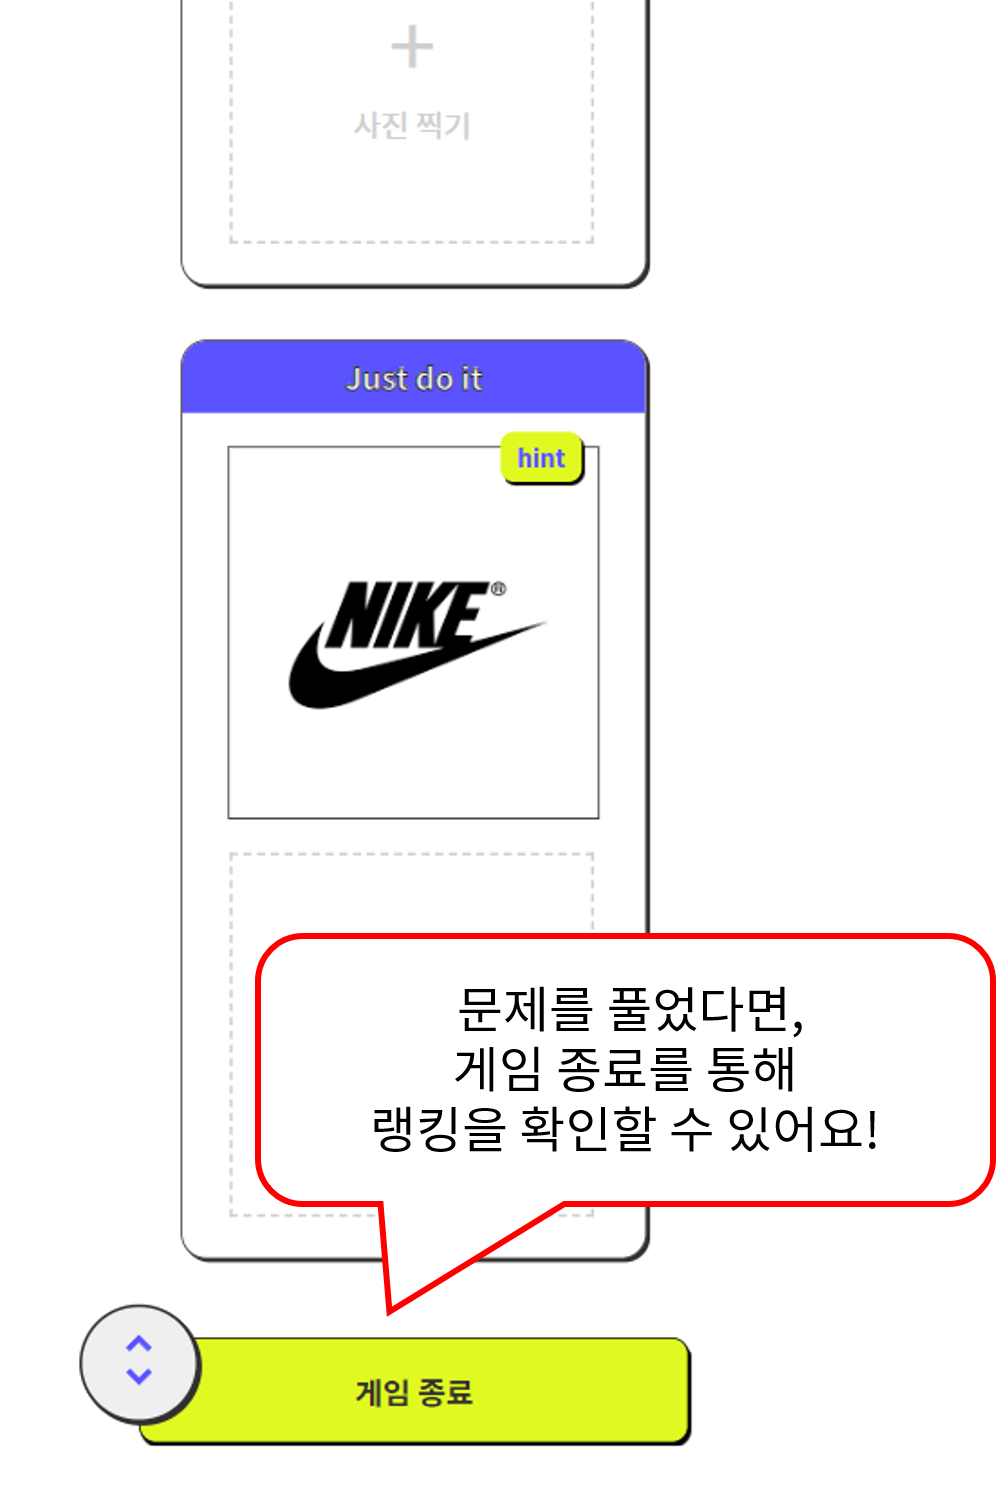 사진 찍기
Just do it
hint
NIKE®
문제를 풀었다면,
게임 종료를 통해
랭킹을 확인할 수 있어요!
게임 종료